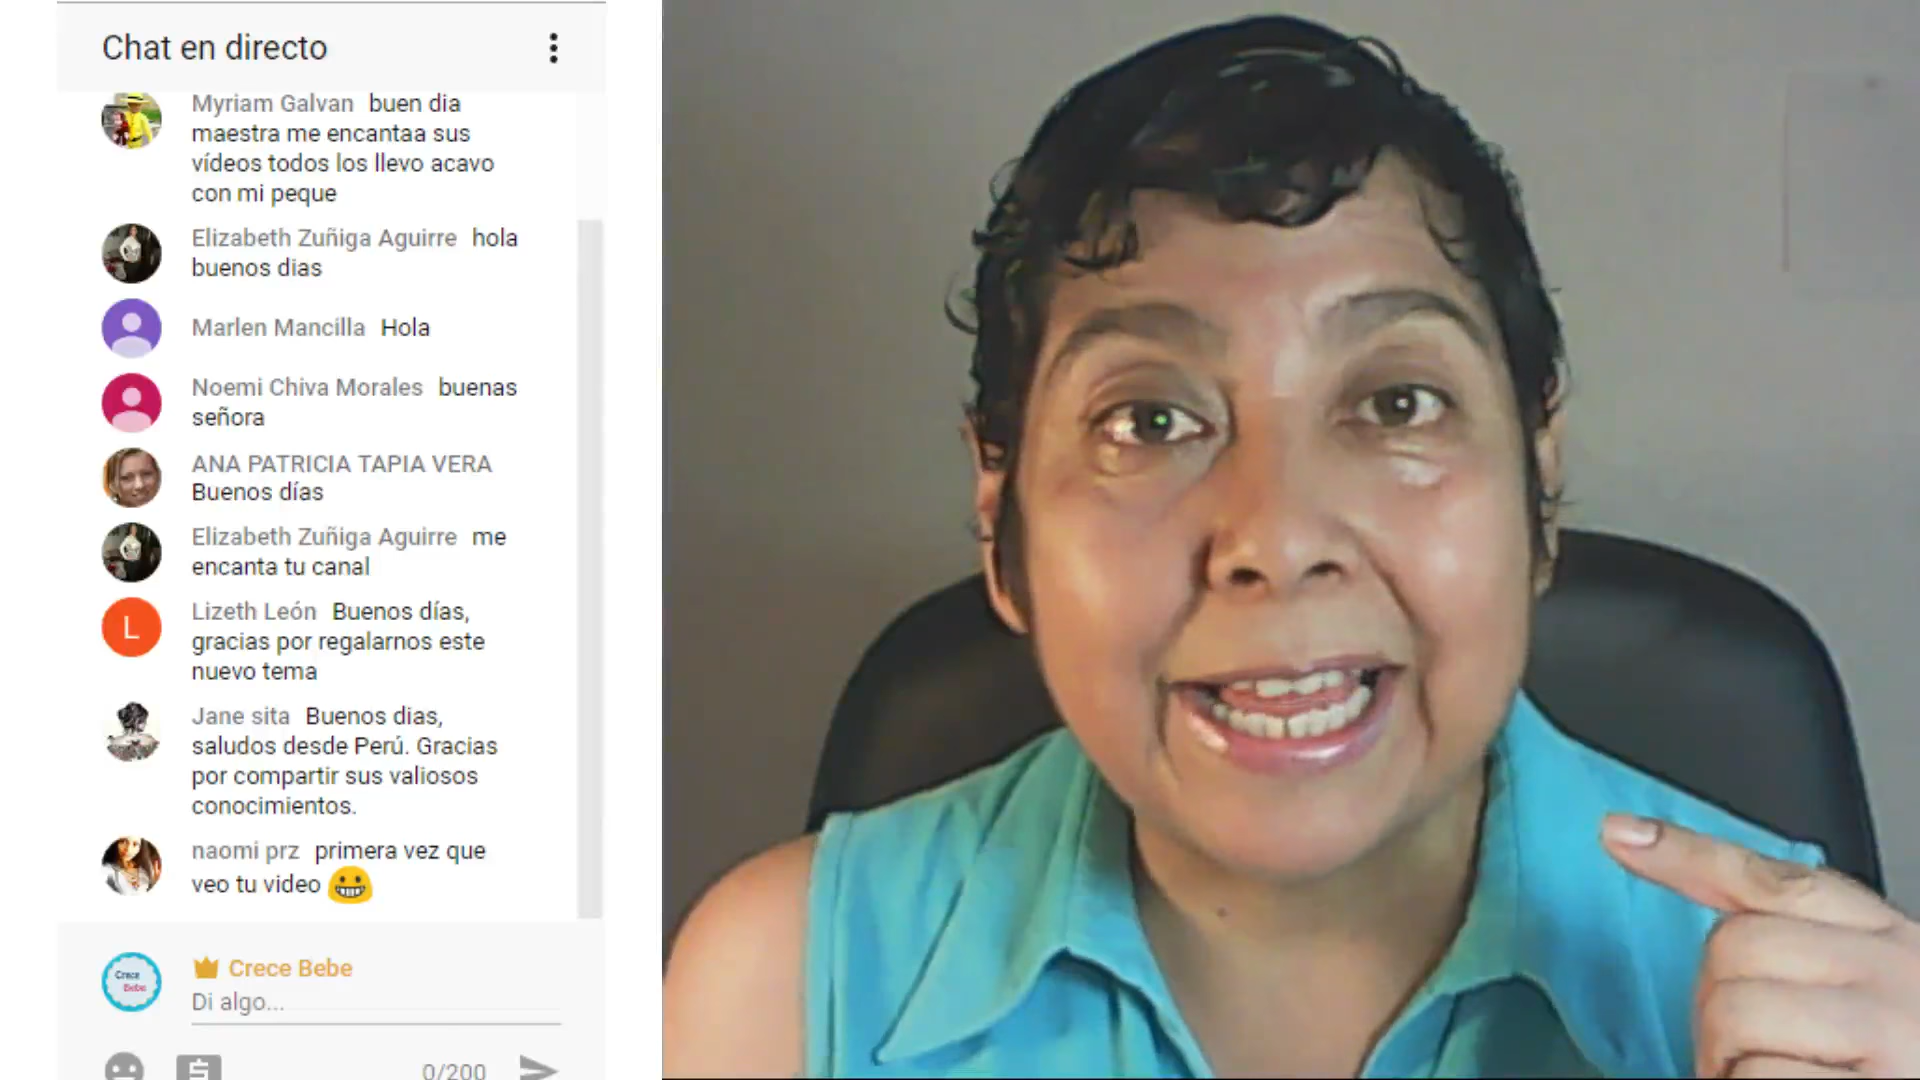 Chat en directo
Myriam Galvan buen dia
maestra me encantaa sus
vídeos todos los llevo acavo
con mi peque
Elizabeth Zuñiga Aguirre hola
buenos dias
Marlen Mancilla Hola
Noemi Chiva Morales buenas
señora
ANA PATRICIA TAPIA VERA
Buenos días
Elizabeth Zuñiga Aguirre me
encanta tu canal
L
Lizeth León Buenos días,
gracias por regalarnos este
nuevo tema
Jane sita Buenos dias,
saludos desde Perú. Gracias
por compartir sus valiosos
conocimientos.
naomi prz primera vez que
veo tu video 😀
Crece
Bebe
Crece Bebe
Di algo...
$
0/200